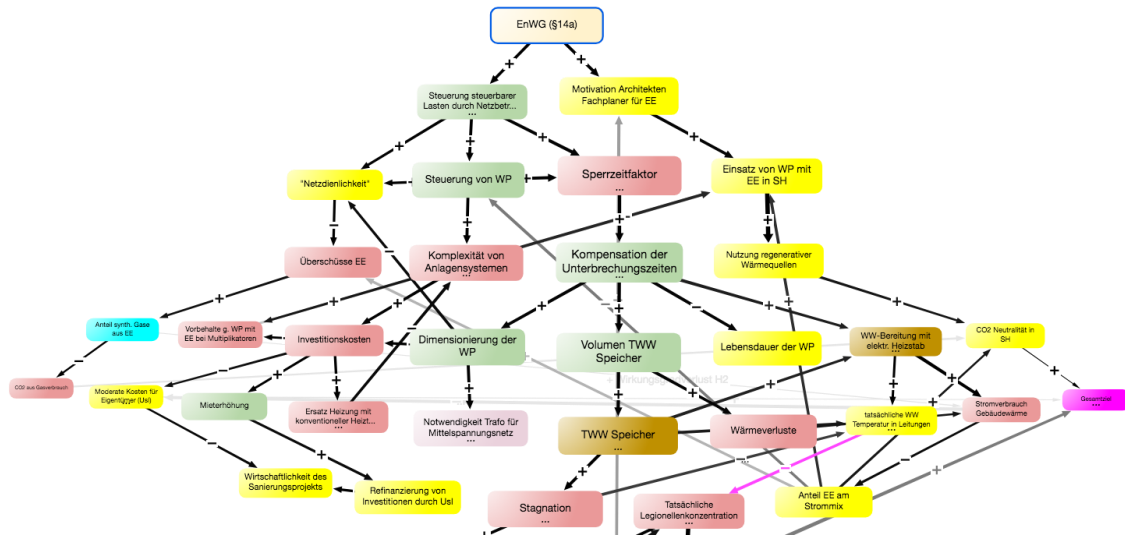 EnWG (§14a)
Steuerung steuerbarer
Lasten durch Netzbetr...
...
Motivation Architekten
Fachplaner für EE
"Netzdienlichkeit"
Steuerung von WP
Sperrzeitfaktor
...
Einsatz von WP mit
EE in SH
Überschüsse EE
Komplexität von
Anlagensystemen
...
Kompensation der
Unterbrechungszeiten
...
Nutzung regenerativer
Wärmequellen
Anteil synth. Gase
aus EE
Vorbehalte g. WP mit
EE bei Multiplikatoren
Investitionskosten
...
Dimensionierung der
WP
Volumen TWW
Speicher
Lebensdauer der WP
WW-Bereitung mit
elektr. Heizstab
...
CO2 Neutralität in
SH
CO2 aus Gasverbrauch
Moderate Kosten für
Eigentümer (Usl)
Mieterhöhung
Ersatz Heizung mit
konventioneller Heizt...
...
Notwendigkeit Trafo für
Mittelspannungsnetz
...
TWW Speicher
...
Wärmeverluste
tatsächliche WW
Temperatur in Leitungen
...
Stromverbrauch
Gebäudewärme
Gesamtziel
...
H2
Wirtschaftlichkeit des
Sanierungsprojekts
Refinanzierung von
Investitionen durch Usl
Stagnation
...
Tatsächliche
Legionellenkonzentration
...
Anteil EE am
Strommix